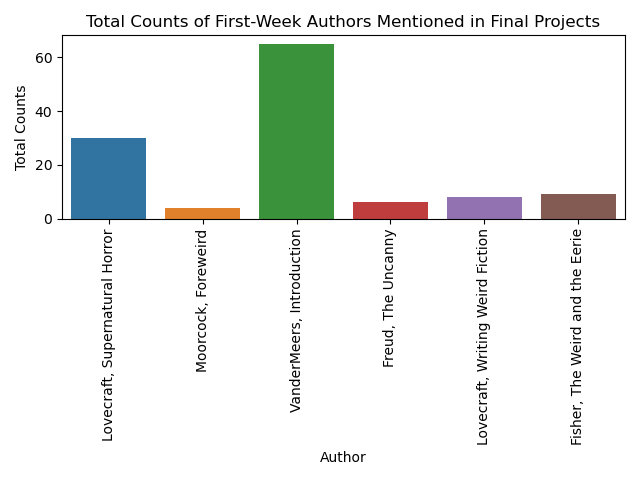 Total Counts of First-Week Authors Mentioned in Final Projects
Total Counts
60
40
20
0
Lovecraft, Supernatural Horror
Moorcock, Foreweird
VanderMeers, Introduction
Freud, The Uncanny
Lovecraft, Writing Weird Fiction
Fisher, The Weird and the Eerie
Author